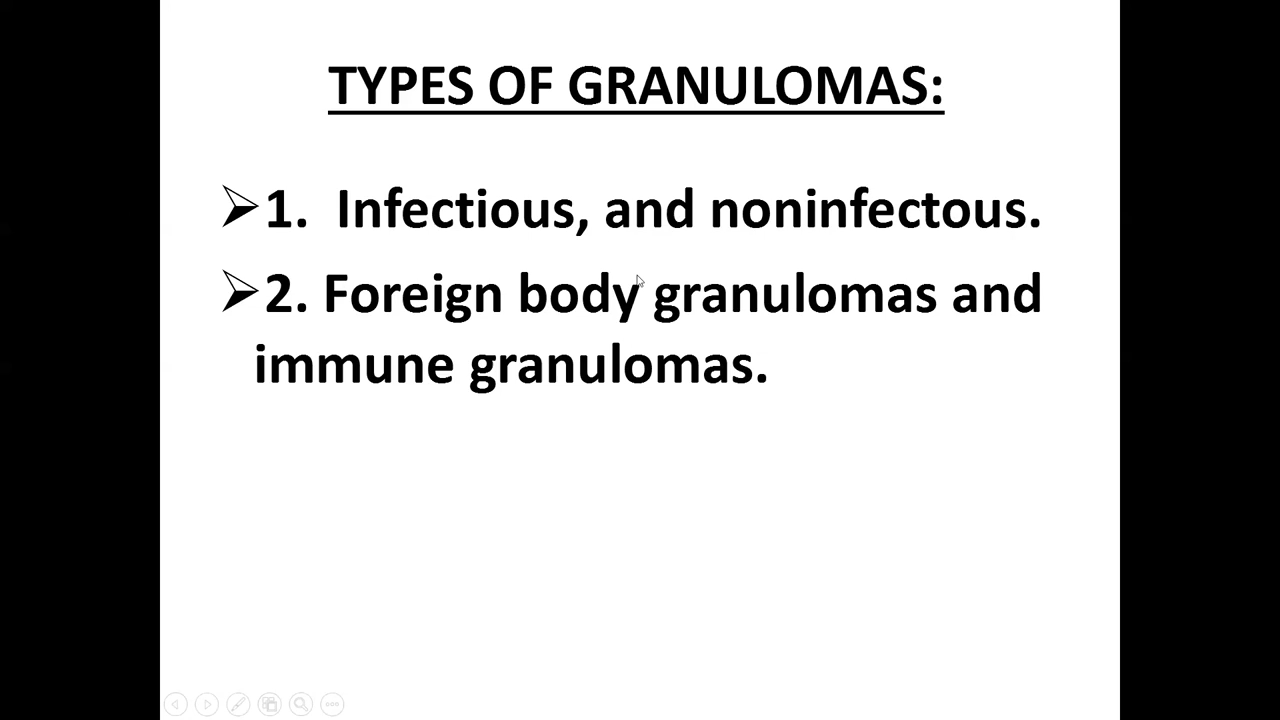 TYPES OF GRANULOMAS:
➢1. Infectious, and noninfectous.
➢2. Foreign body granulomas and
immune granulomas.